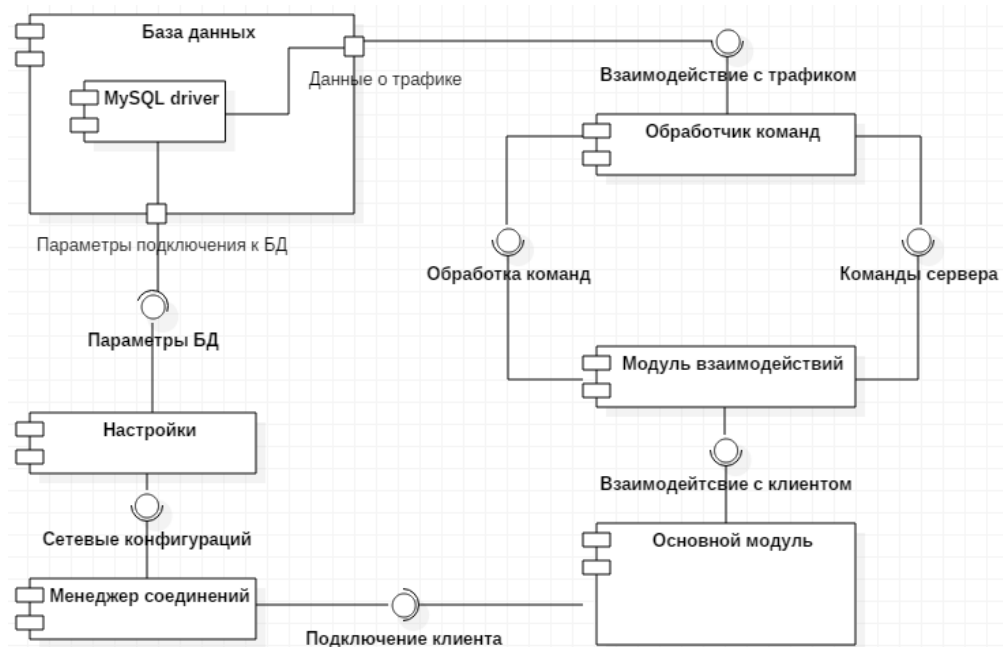 База данных
MySQL driver
Данные о трафике
Взаимодействие с трафиком
Обработчик команд
Параметры подключения к БД
Обработка команд
Команды сервера
Параметры БД
Модуль взаимодействий
Настройки
Взаимодейтсвие с клиентом
Сетевые конфигураций
Основной модуль
Менеджер соединений
Подключение клиента